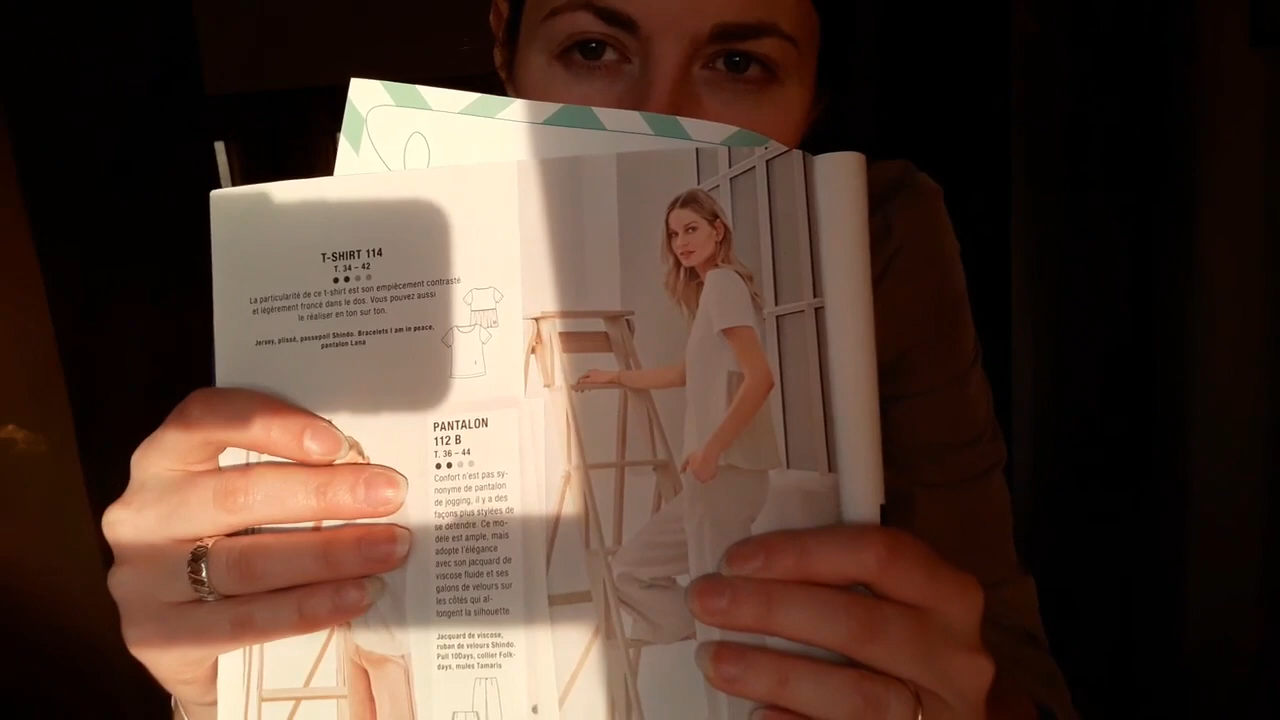 T-SHIRT 114
T. 34 – 42
La particularité de ce t-shirt est son empiècement contrasté
et légèrement froncé dans le dos. Vous pouvez aussi
le réaliser en ton sur ton.
Jersey, plissé, passepoil Shindo. Bracelets I am in peace,
pantalon Lana
PANTALON
112 B
T. 36 – 44
Confort n'est pas sy-
nonyme de pantalon
de jogging, il y a des
façons plus stylées de
se détendre. Ce mo-
dèle est ample, mais
adopte l'élégance
avec son jacquard de
viscose fluide et ses
galons de velours sur
les côtés qui al-
longent la silhouette.
Jacquard de viscose,
ruban de velours Shindo.
Pull 10Days, collier Folk-
days, mules Tamaris